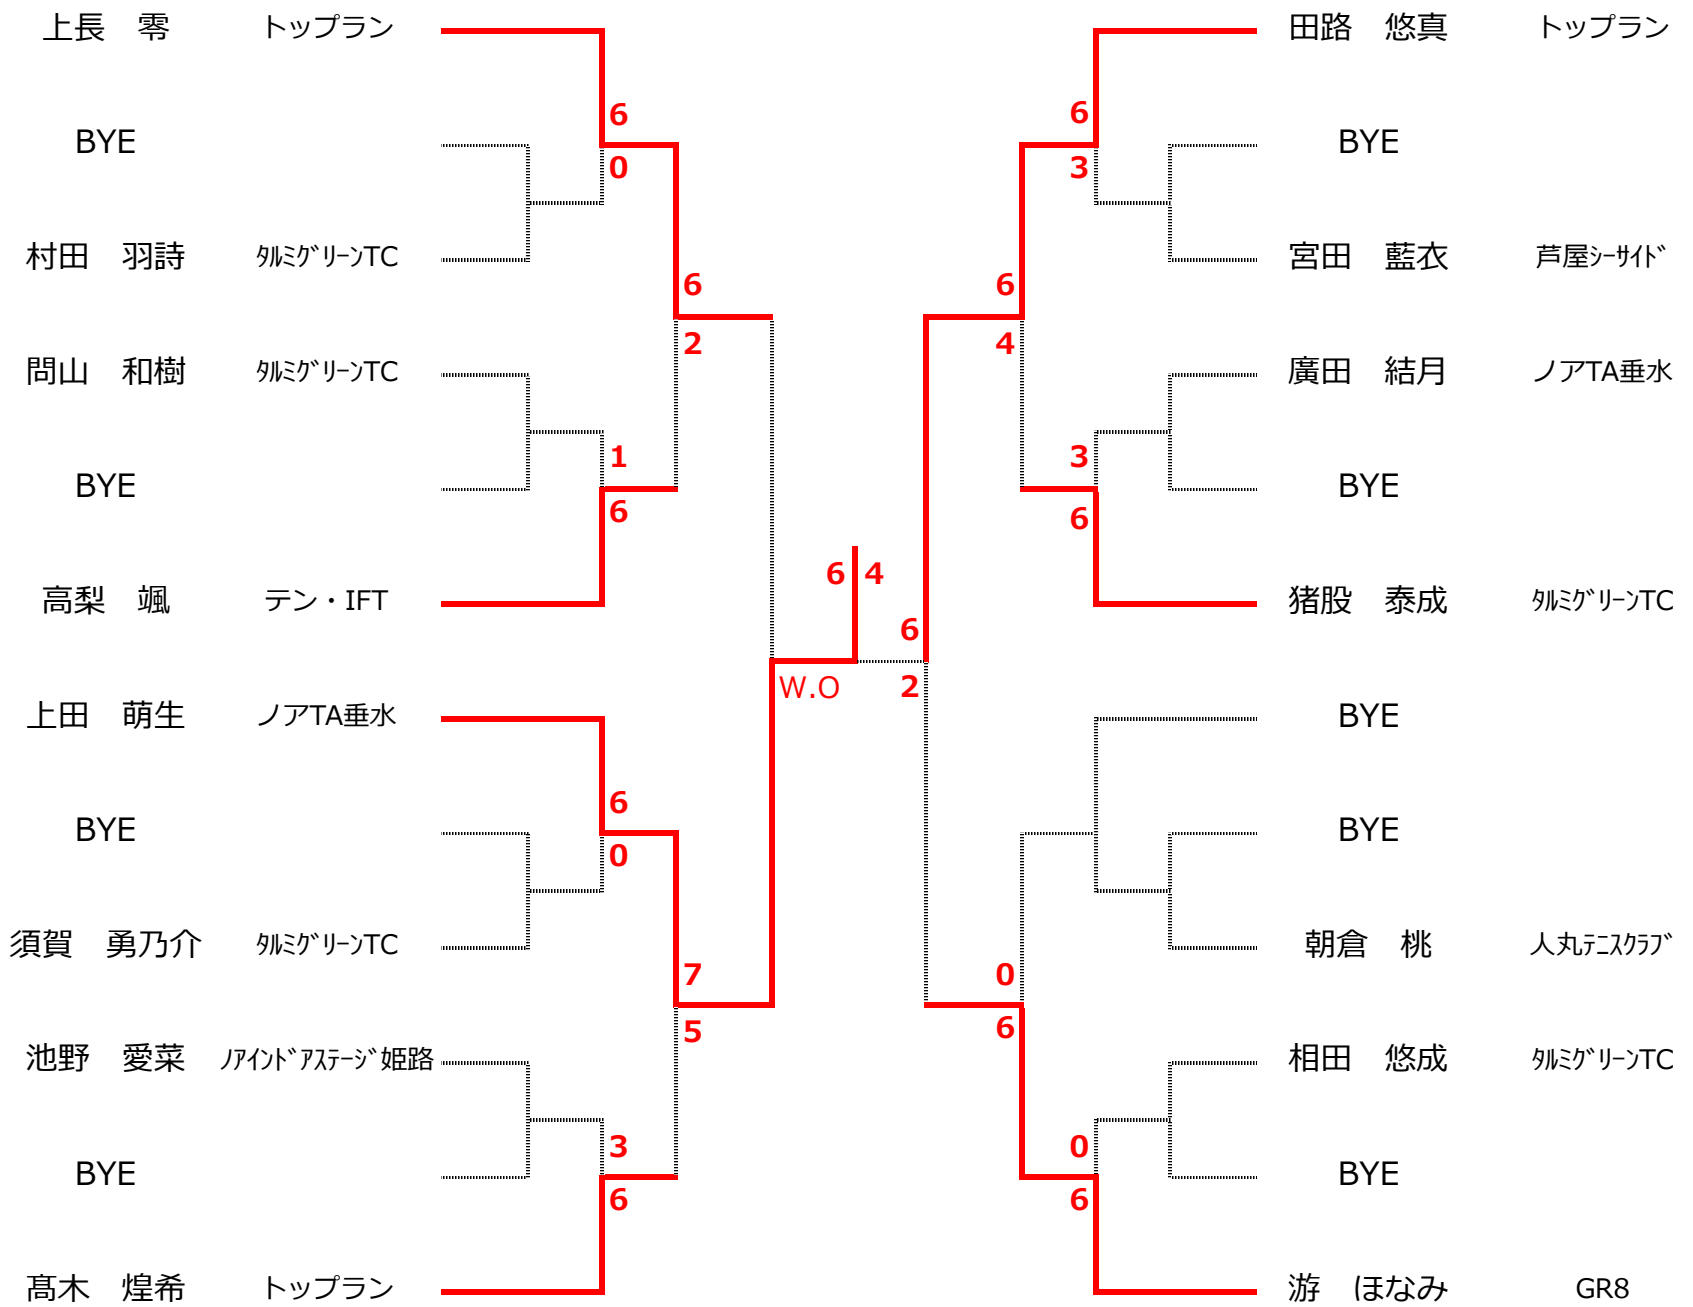 上長　零　トップラン
6
BYE
0
村田　羽詩　ﾀﾙﾐｸﾞﾘｰﾝTC
6
2
問山　和樹　ﾀﾙﾐｸﾞﾘｰﾝTC
1
BYE
6
高梨　颯　テン・IFT
上田　萌生　ノアTA垂水
6
BYE
0
須賀　勇乃介　ﾀﾙﾐｸﾞﾘｰﾝTC
7
5
池野　愛菜　ﾉｱｲﾝﾄﾞｱｽﾃｰｼﾞ姫路
3
BYE
6
髙木　煌希　トップラン
6 4
W.O
田路　悠真　トップラン
6
BYE
3
宮田　藍衣　芦屋ｼｰｻｲﾄﾞ
6
4
廣田　結月　ノアTA垂水
3
BYE
6
猪股　泰成　ﾀﾙﾐｸﾞﾘｰﾝTC
6
2
BYE
BYE
朝倉　桃　人丸ﾃﾆｽｸﾗﾌﾞ
0
6
相田　悠成　ﾀﾙﾐｸﾞﾘｰﾝTC
0
BYE
6
游　ほなみ　GR8